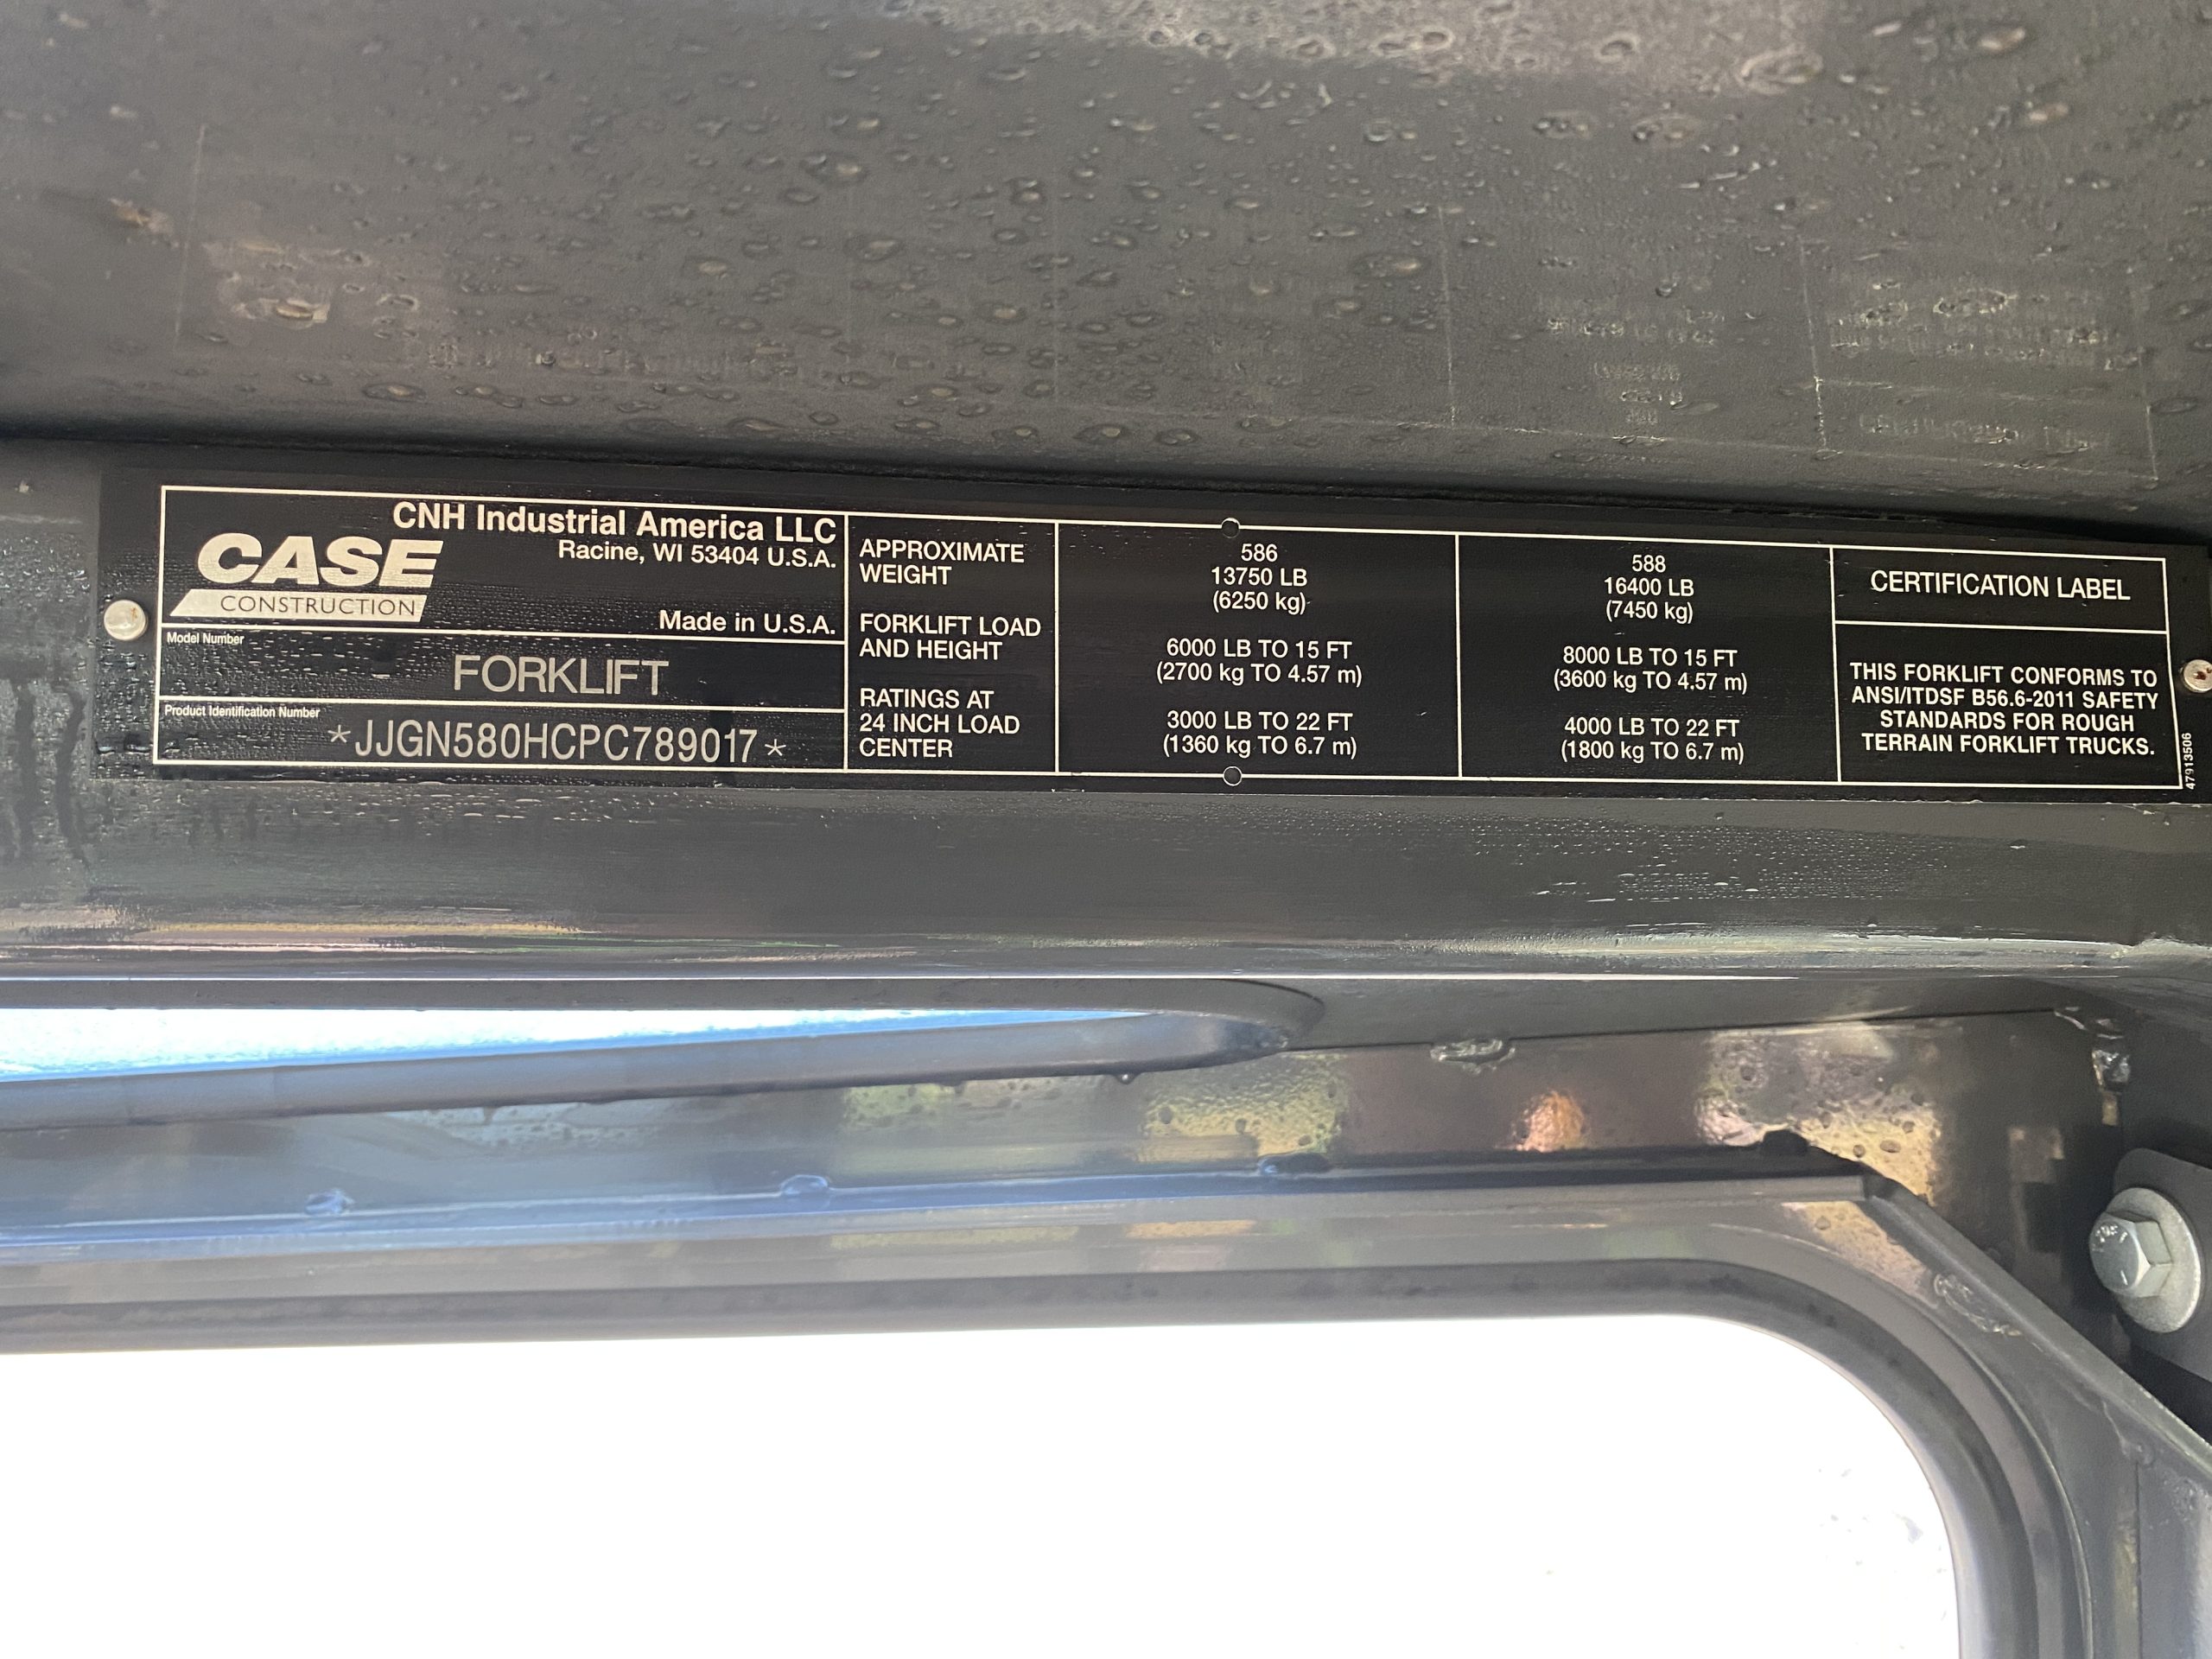 CNH Industrial America LLC
Racine, WI 53404 U.S.A.
CASE
CONSTRUCTION
Made in U.S.A.
Model Number
FORKLIFT
Product Identification Number
*JJGN580HCPC789017*
APPROXIMATE
WEIGHT
FORKLIFT LOAD
AND HEIGHT
RATINGS AT
24 INCH LOAD
CENTER
586
13750 LB
(6250 kg)
6000 LB TO 15 FT
(2700 kg TO 4.57 m)
3000 LB TO 22 FT
(1360 kg TO 6.7 m)
588
16400 LB
(7450 kg)
8000 LB TO 15 FT
(3600 kg TO 4.57 m)
4000 LB TO 22 FT
(1800 kg TO 6.7 m)
CERTIFICATION LABEL
THIS FORKLIFT CONFORMS TO
ANSI/ITDSF B56.6-2011 SAFETY
STANDARDS FOR ROUGH
TERRAIN FORKLIFT TRUCKS.
47913506